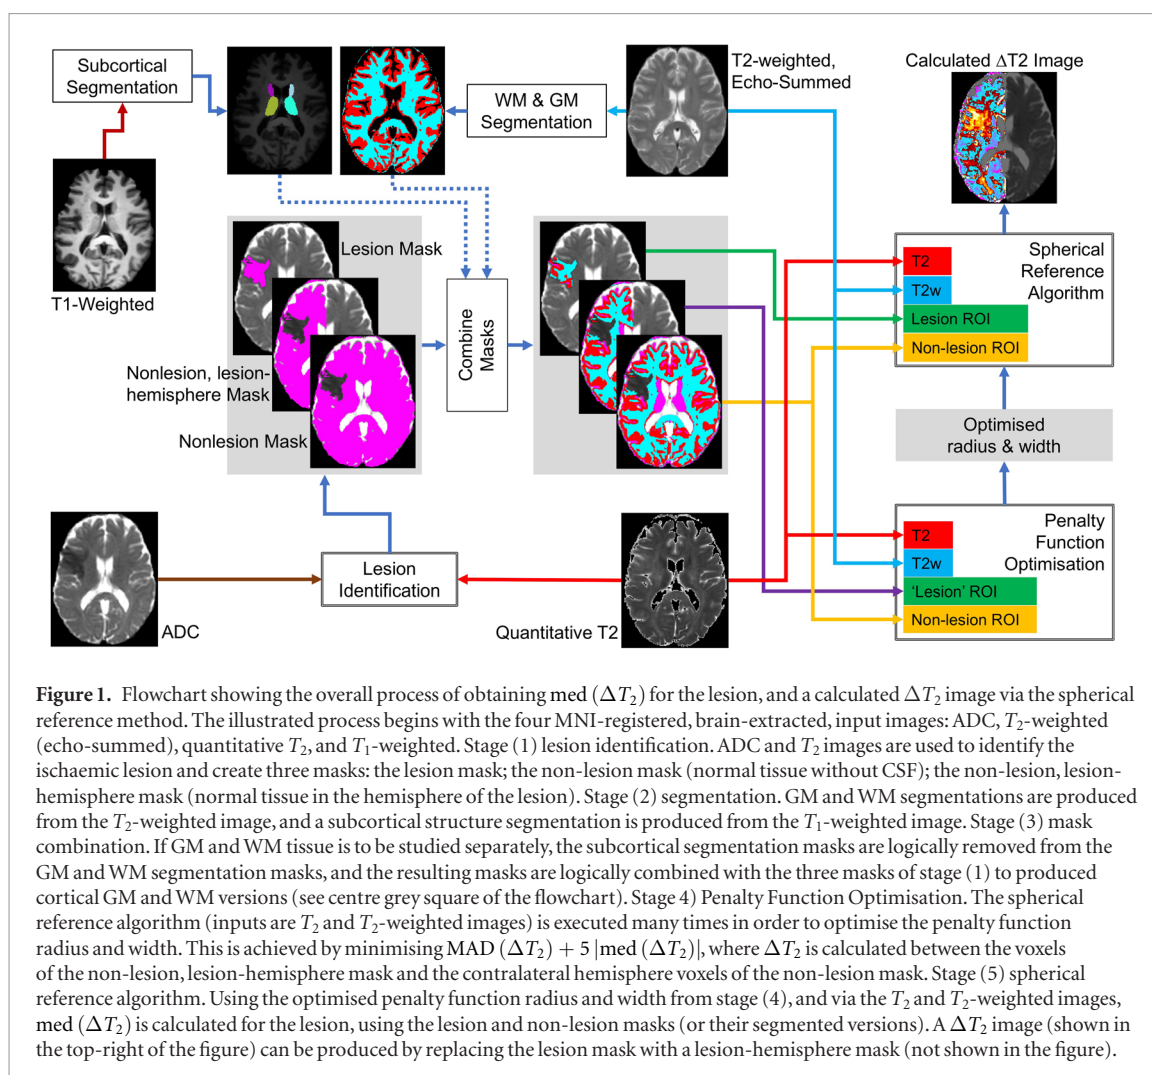 Subcortical
Segmentation
WM & GM
Segmentation
T2-weighted,
Echo-Summed
Calculated ΔT2 Image
T1-Weighted
Lesion Mask
Nonlesion, lesion-
hemisphere Mask
Nonlesion Mask
Combine
Masks
Spherical
Reference
Algorithm
T2
T2w
Lesion ROI
Non-lesion ROI
Optimised
radius & width
Penalty
Function
Optimisation
T2
T2w
'Lesion' ROI
Non-lesion ROI
Lesion
Identification
ADC
Quantitative T2
Figure 1. Flowchart showing the overall process of obtaining med (ΔT₂) for the lesion, and a calculated ΔT₂ image via the spherical
reference method. The illustrated process begins with the four MNI-registered, brain-extracted, input images: ADC, T₂-weighted
(echo-summed), quantitative T₂, and T₁-weighted. Stage (1) lesion identification. ADC and T₂ images are used to identify the
ischaemic lesion and create three masks: the lesion mask; the non-lesion mask (normal tissue without CSF); the non-lesion, lesion-
hemisphere mask (normal tissue in the hemisphere of the lesion). Stage (2) segmentation. GM and WM segmentations are produced
from the T₂-weighted image, and a subcortical structure segmentation is produced from the T₁-weighted image. Stage (3) mask
combination. If GM and WM tissue is to be studied separately, the subcortical segmentation masks are logically removed from the
GM and WM segmentation masks, and the resulting masks are logically combined with the three masks of stage (1) to produced
cortical GM and WM versions (see centre grey square of the flowchart). Stage 4) Penalty Function Optimisation. The spherical
reference algorithm (inputs are T₂ and T₂-weighted images) is executed many times in order to optimise the penalty function
radius and width. This is achieved by minimising MAD (ΔT₂) + 5 |med (ΔT₂)|, where ΔT₂ is calculated between the voxels
of the non-lesion, lesion-hemisphere mask and the contralateral hemisphere voxels of the non-lesion mask. Stage (5) spherical
reference algorithm. Using the optimised penalty function radius and width from stage (4), and via the T₂ and T₂-weighted images,
med (ΔT₂) is calculated for the lesion, using the lesion and non-lesion masks (or their segmented versions). A ΔT₂ image (shown in
the top-right of the figure) can be produced by replacing the lesion mask with a lesion-hemisphere mask (not shown in the figure).